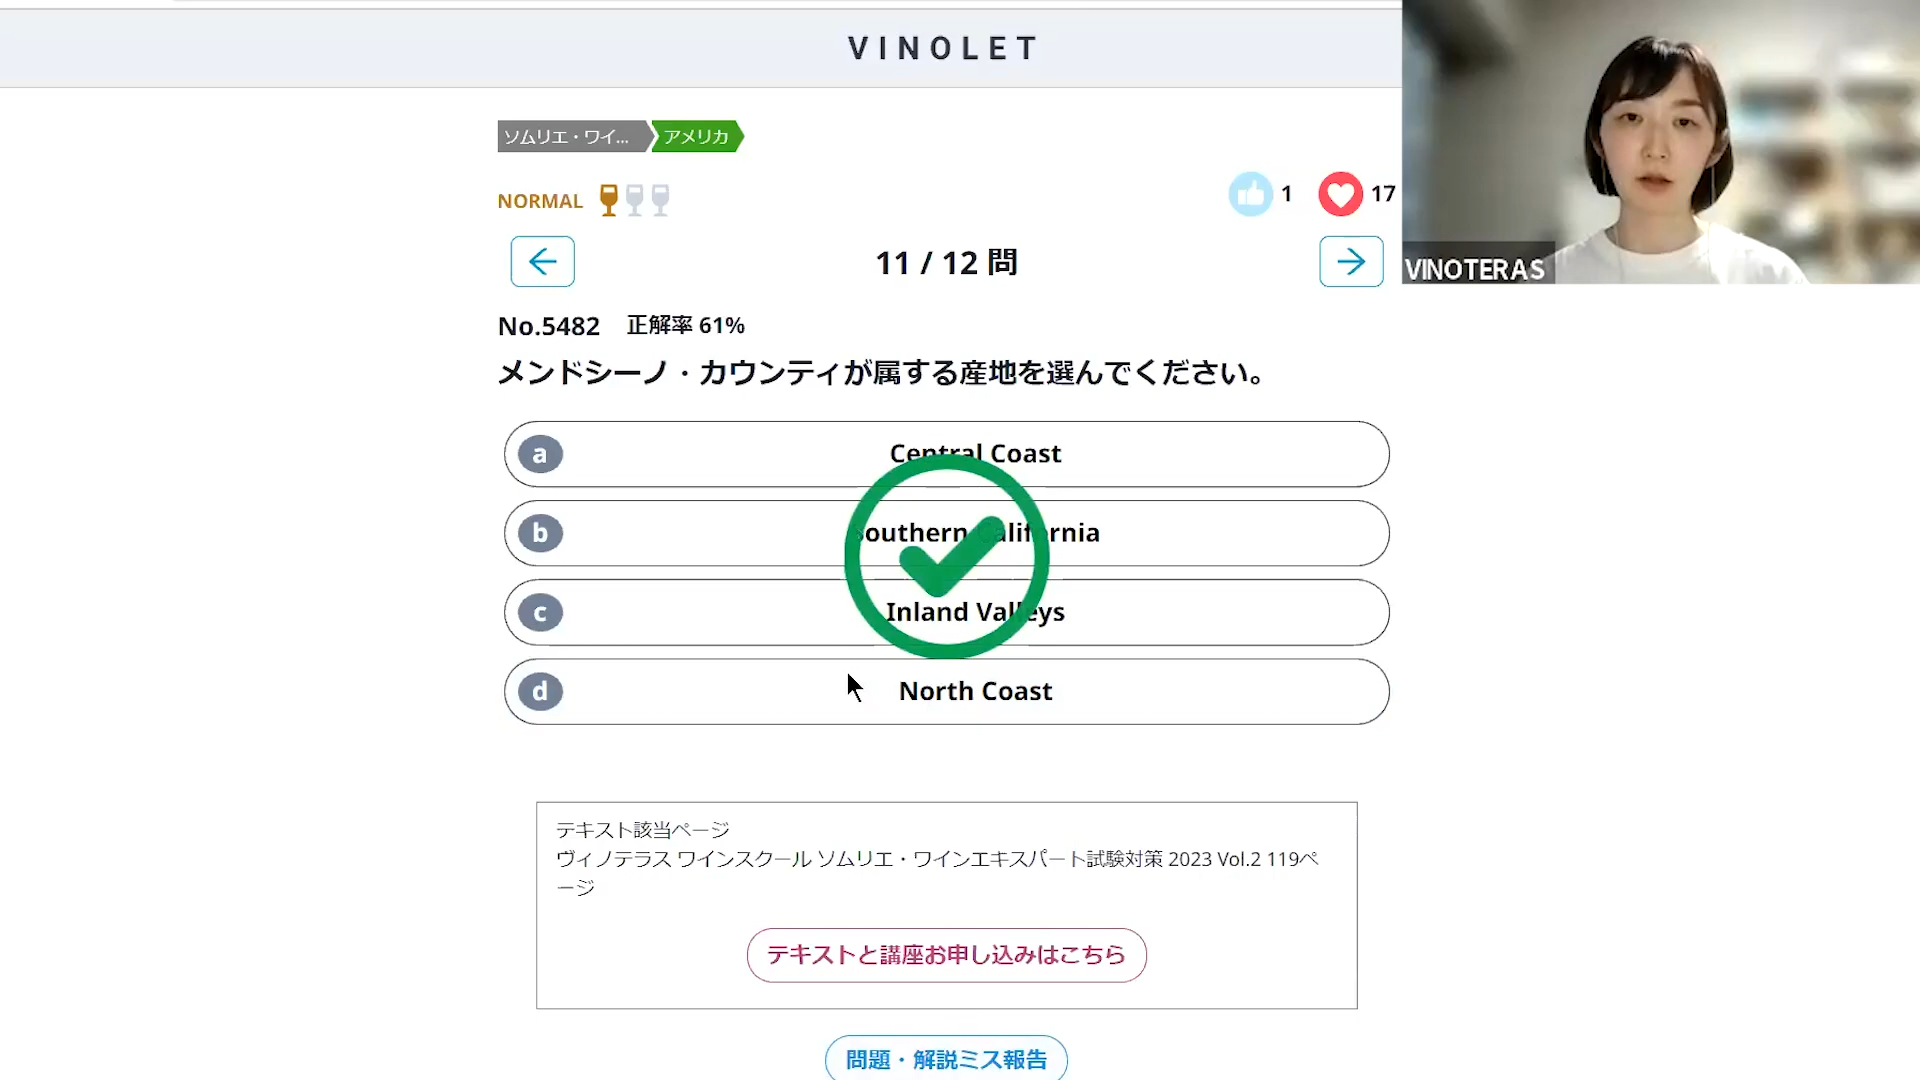 VINOLET
ソムリエ・ワイ...
アメリカ
NORMAL
1
17
11 / 12 問
VINOTERAS
No.5482 正解率 61%
メンドシーノ・カウンティが属する産地を選んでください。
a Central Coast
b Southern California
c Inland Valleys
d North Coast
テキスト該当ページ
ヴィノテラス ワインスクール ソムリエ・ワインエキスパート試験対策 2023 Vol.2 119ペ
ージ
テキストと講座お申し込みはこちら
問題・解説ミス報告